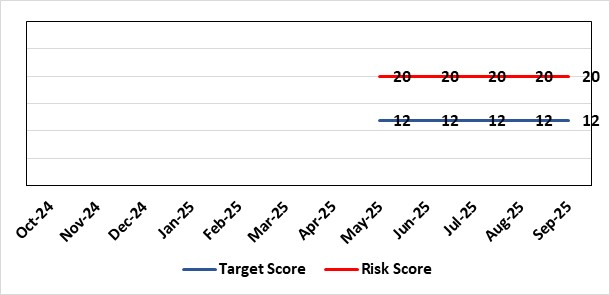 20 20 20 20 20
12 12 12 12 12
Oct-24 Nov-24 Dec-24 Jan-25 Feb-25 Mar-25 Apr-25 May-25 Jun-25 Jul-25 Aug-25 Sep-25
Target Score Risk Score